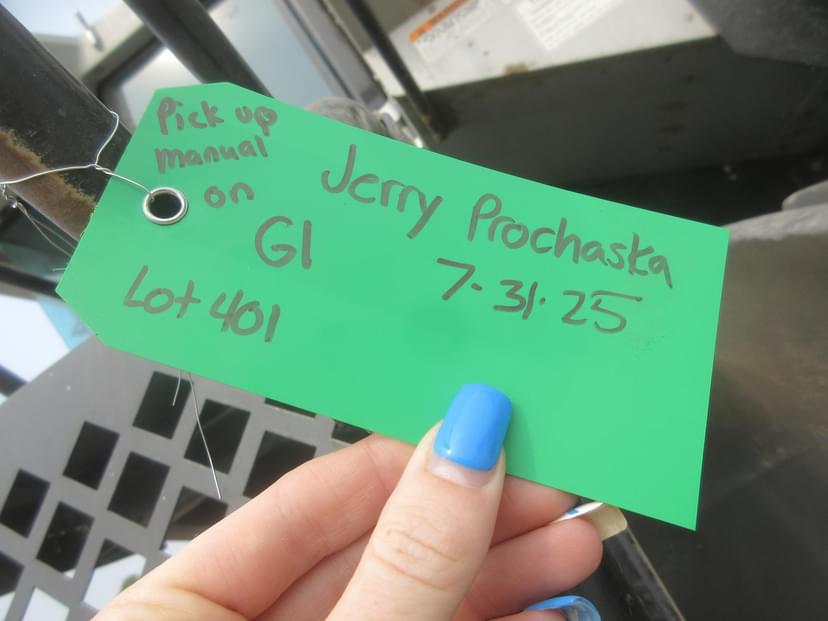 Pick up
manual
on
G1
Lot 401
Jerry Prochaska
7-31-25